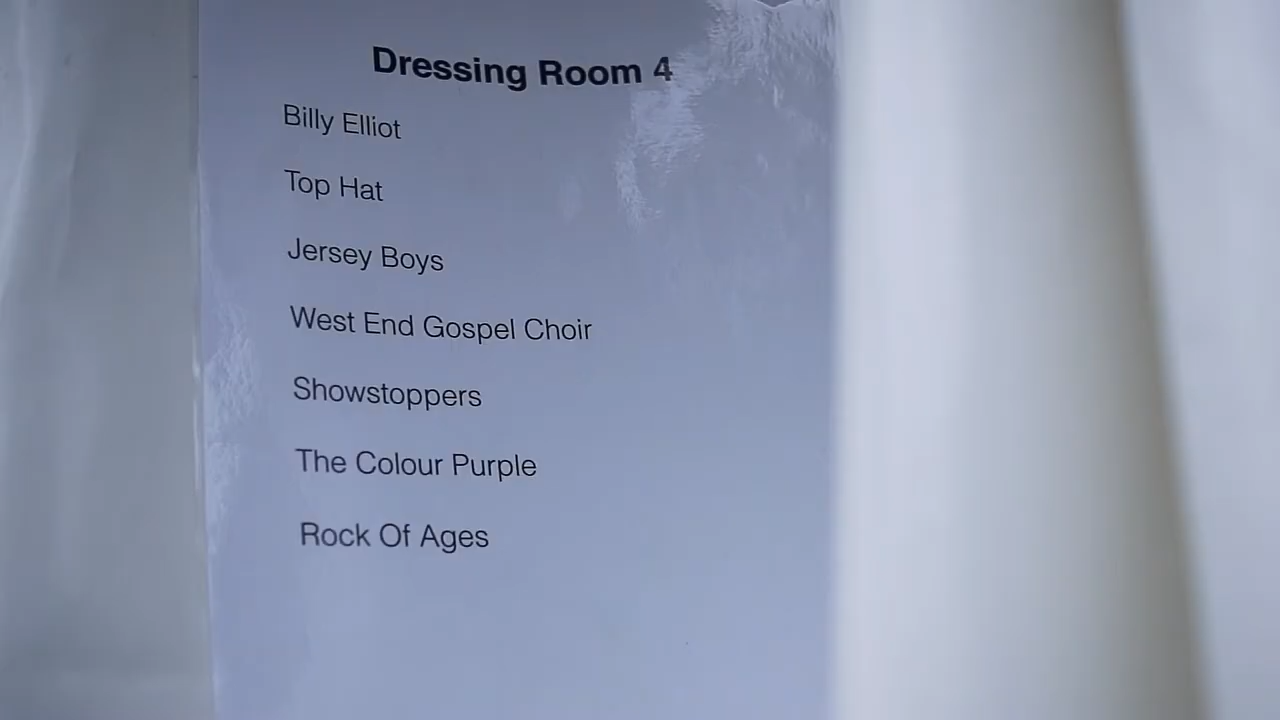 Dressing Room 4
Billy Elliot
Top Hat
Jersey Boys
West End Gospel Choir
Showstoppers
The Colour Purple
Rock Of Ages